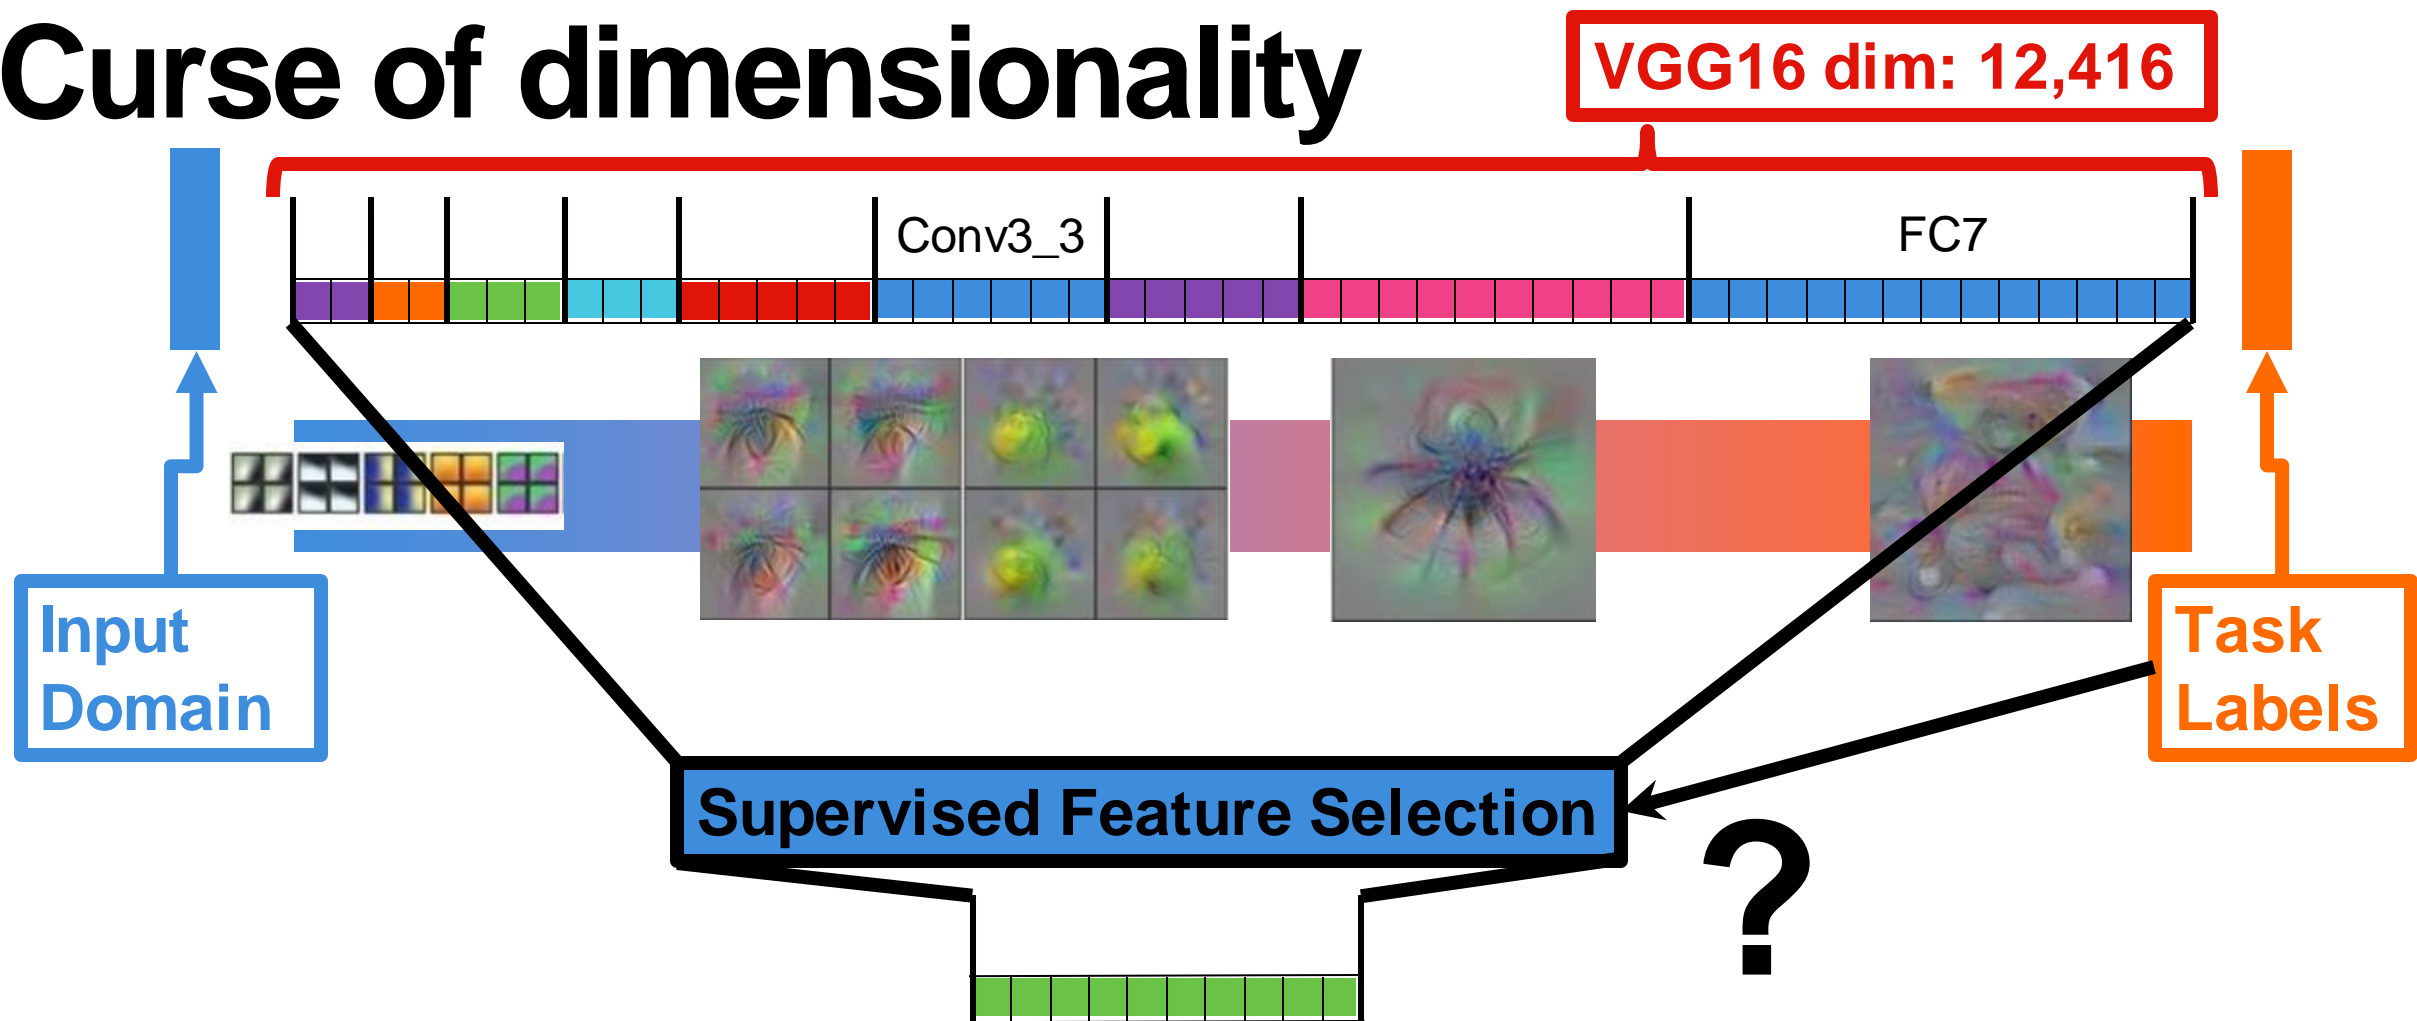 Curse of dimensionality
VGG16 dim: 12,416
Conv3_3
FC7
Input
Domain
Task
Labels
Supervised Feature Selection
?